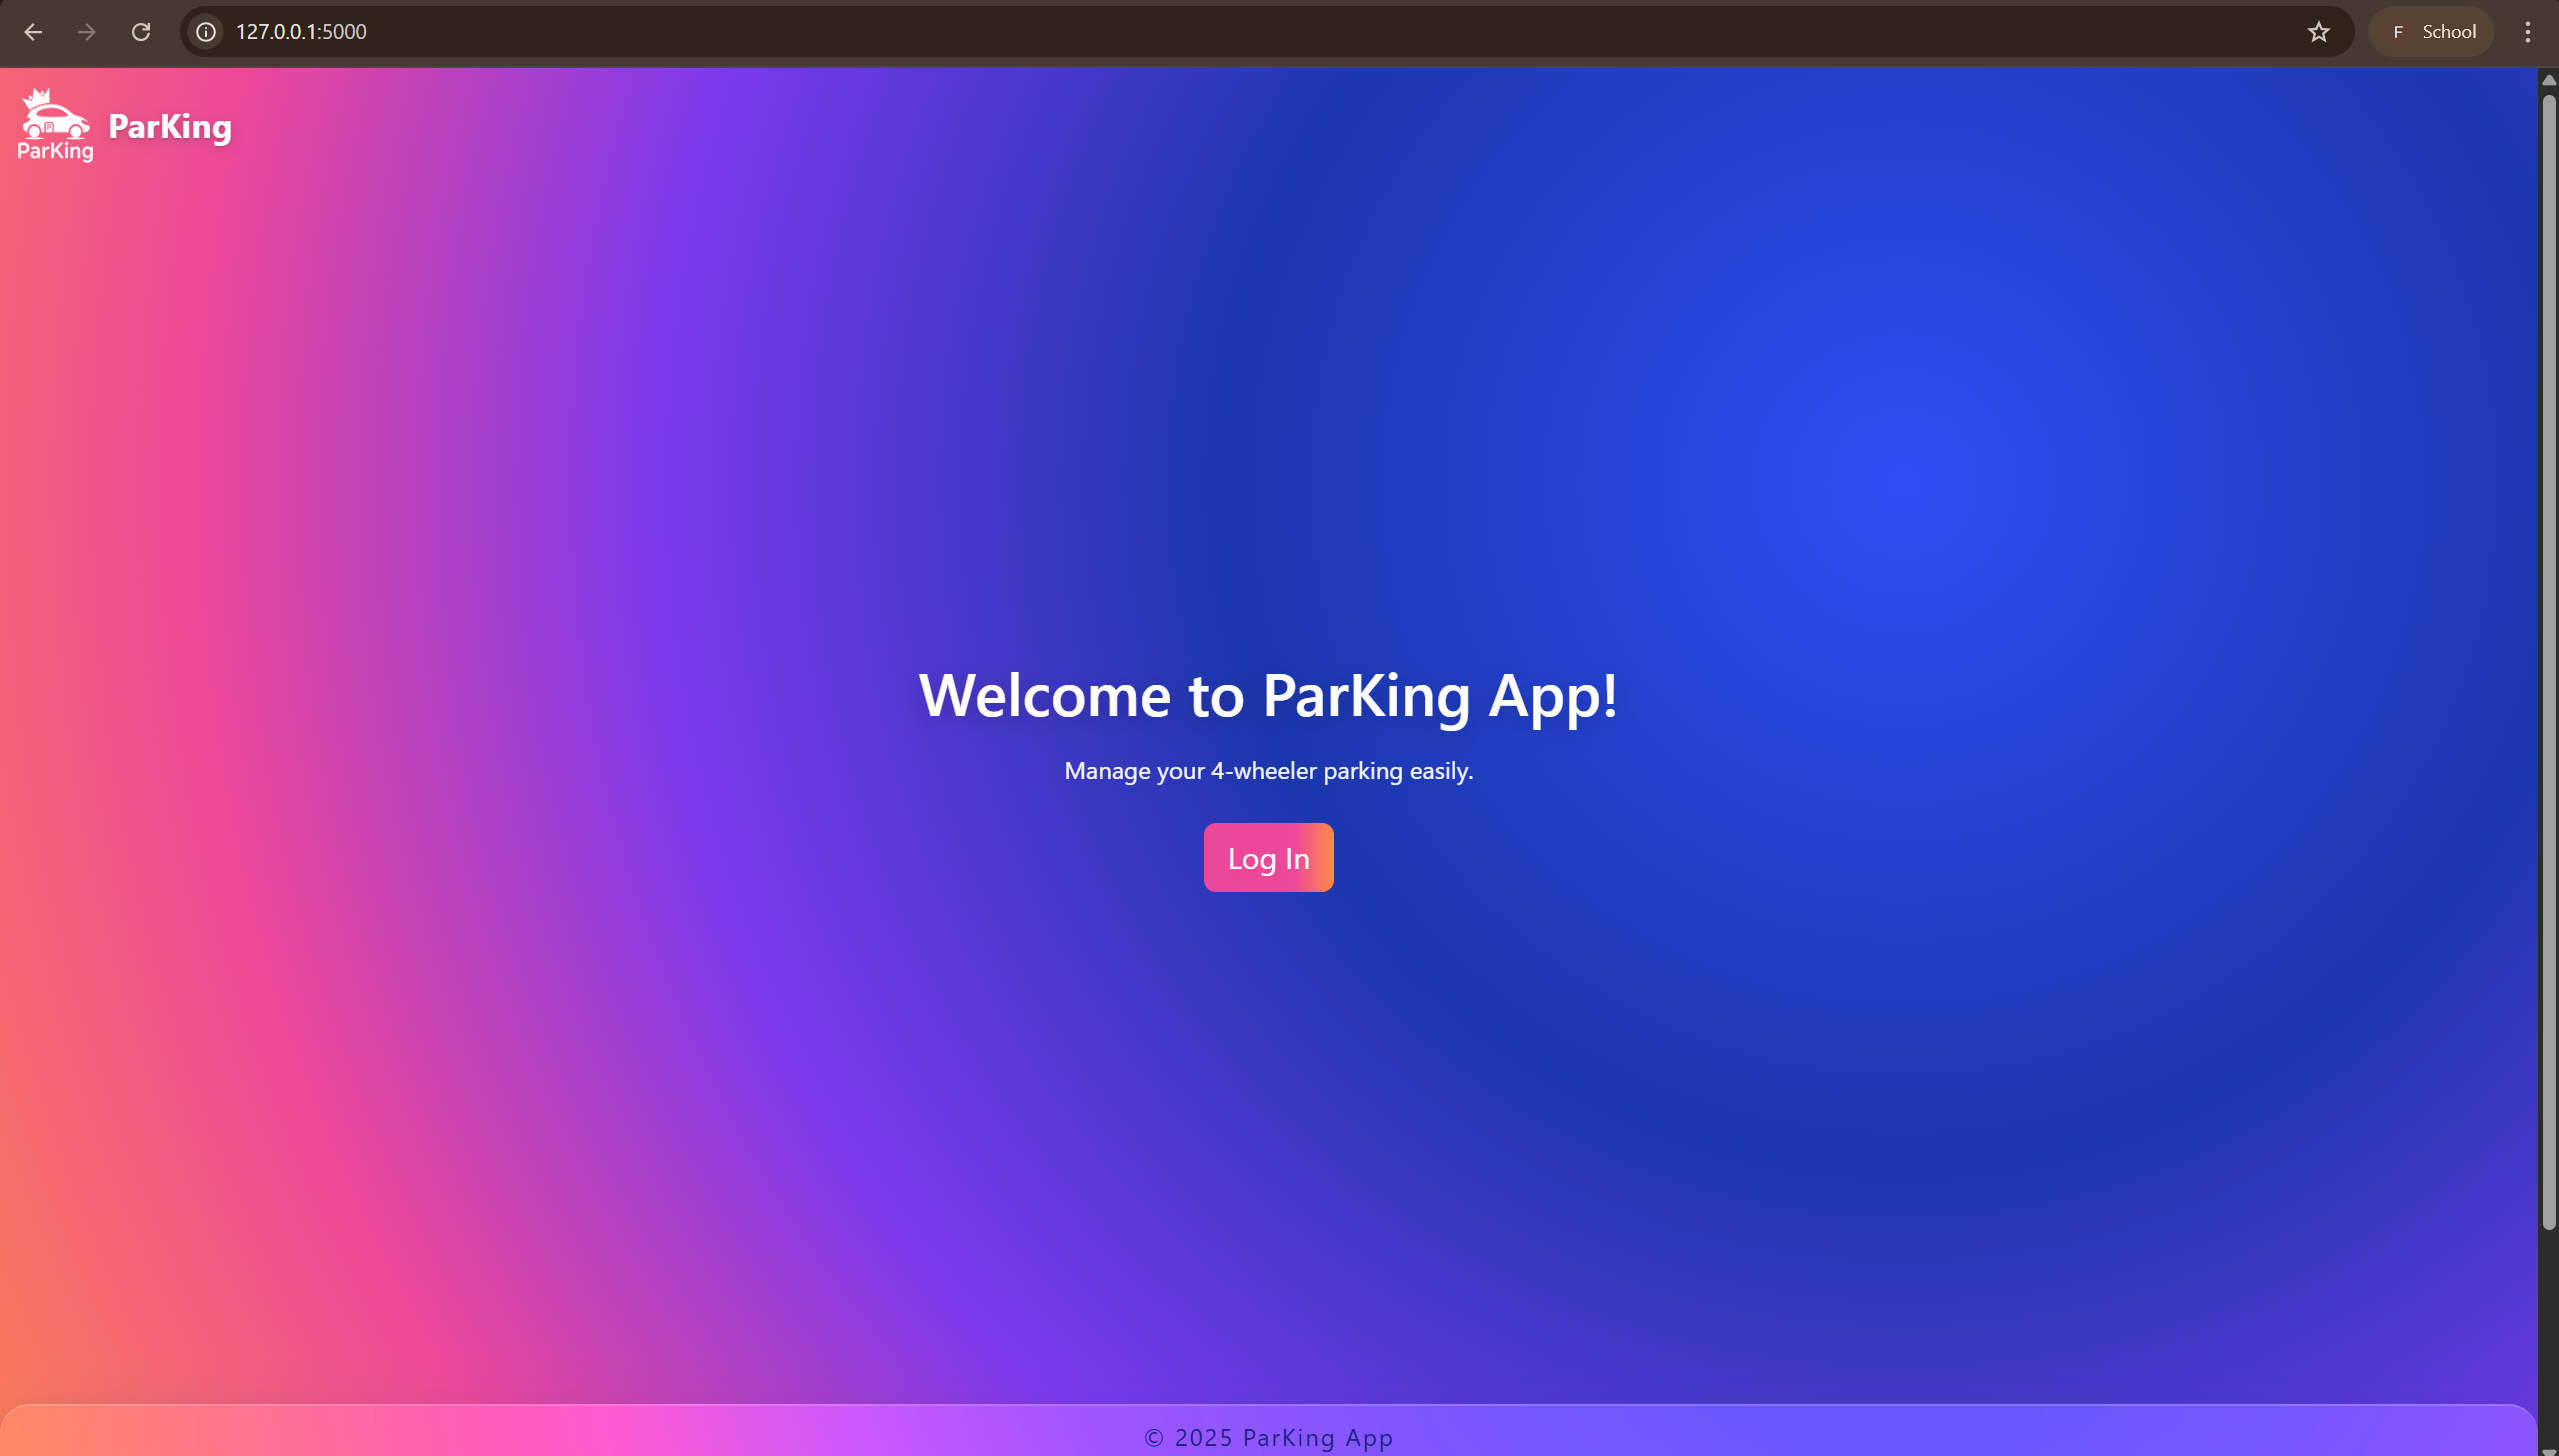 127.0.0.1:5000
F School
ParKing
ParKing
Welcome to ParKing App!
Manage your 4-wheeler parking easily.
Log In
© 2025 ParKing App